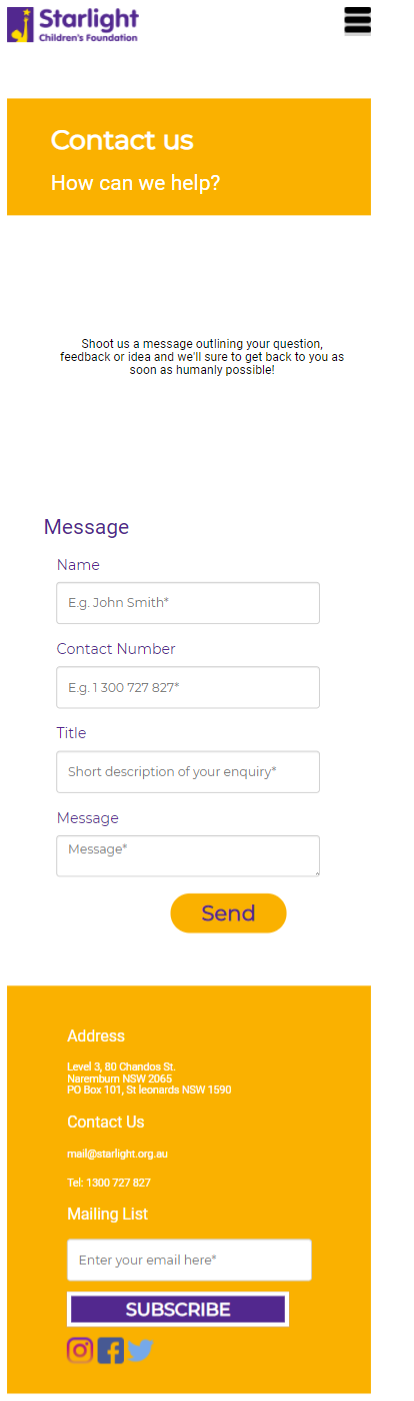 Starlight
Children's Foundation
Contact us
How can we help?
Shoot us a message outlining your question,
feedback or idea and we'll sure to get back to you as
soon as humanly possible!
Message
Name
E.g. John Smith*
Contact Number
E.g. 1 300 727 827*
Title
Short description of your enquiry*
Message
Message*
Send
Address
Level 3, 80 Chandos St.
Naremburn NSW 2065
PO Box 101, St leonards NSW 1590
Contact Us
mail@starlight.org.au
Tel: 1300 727 827
Mailing List
Enter your email here*
SUBSCRIBE